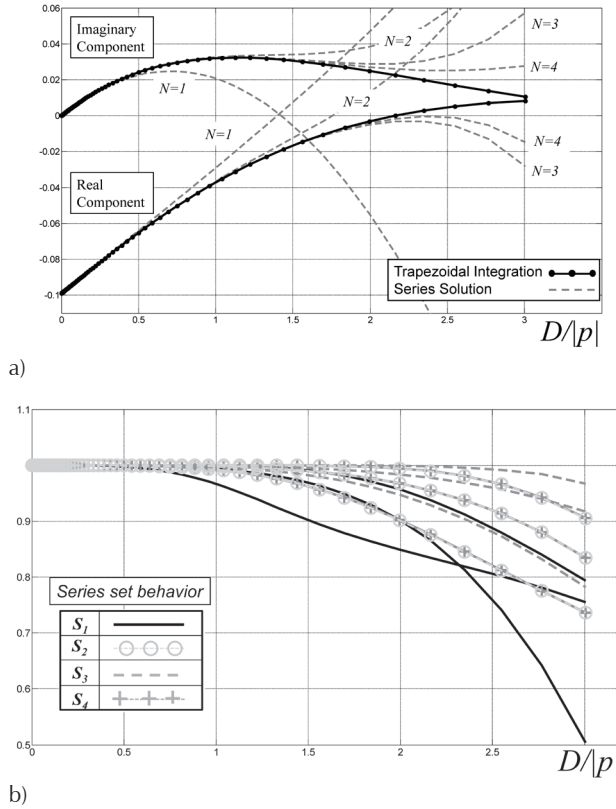 0.06
0.04
0.02
0
-0.02
-0.04
-0.06
-0.08
-0.1
Imaginary
Component
Real
Component
N=1
N=1
N=2
N=2
N=3
N=4
N=4
N=3
Trapezoidal Integration
Series Solution
0 0.5 1 1.5 2 2.5 3
D/|p|
a)
1.1
1
0.9
0.8
0.7
0.6
0.5
Series set behavior
S1
S2
S3
S4
0 0.5 1 1.5 2 2.5
D/|p
b)